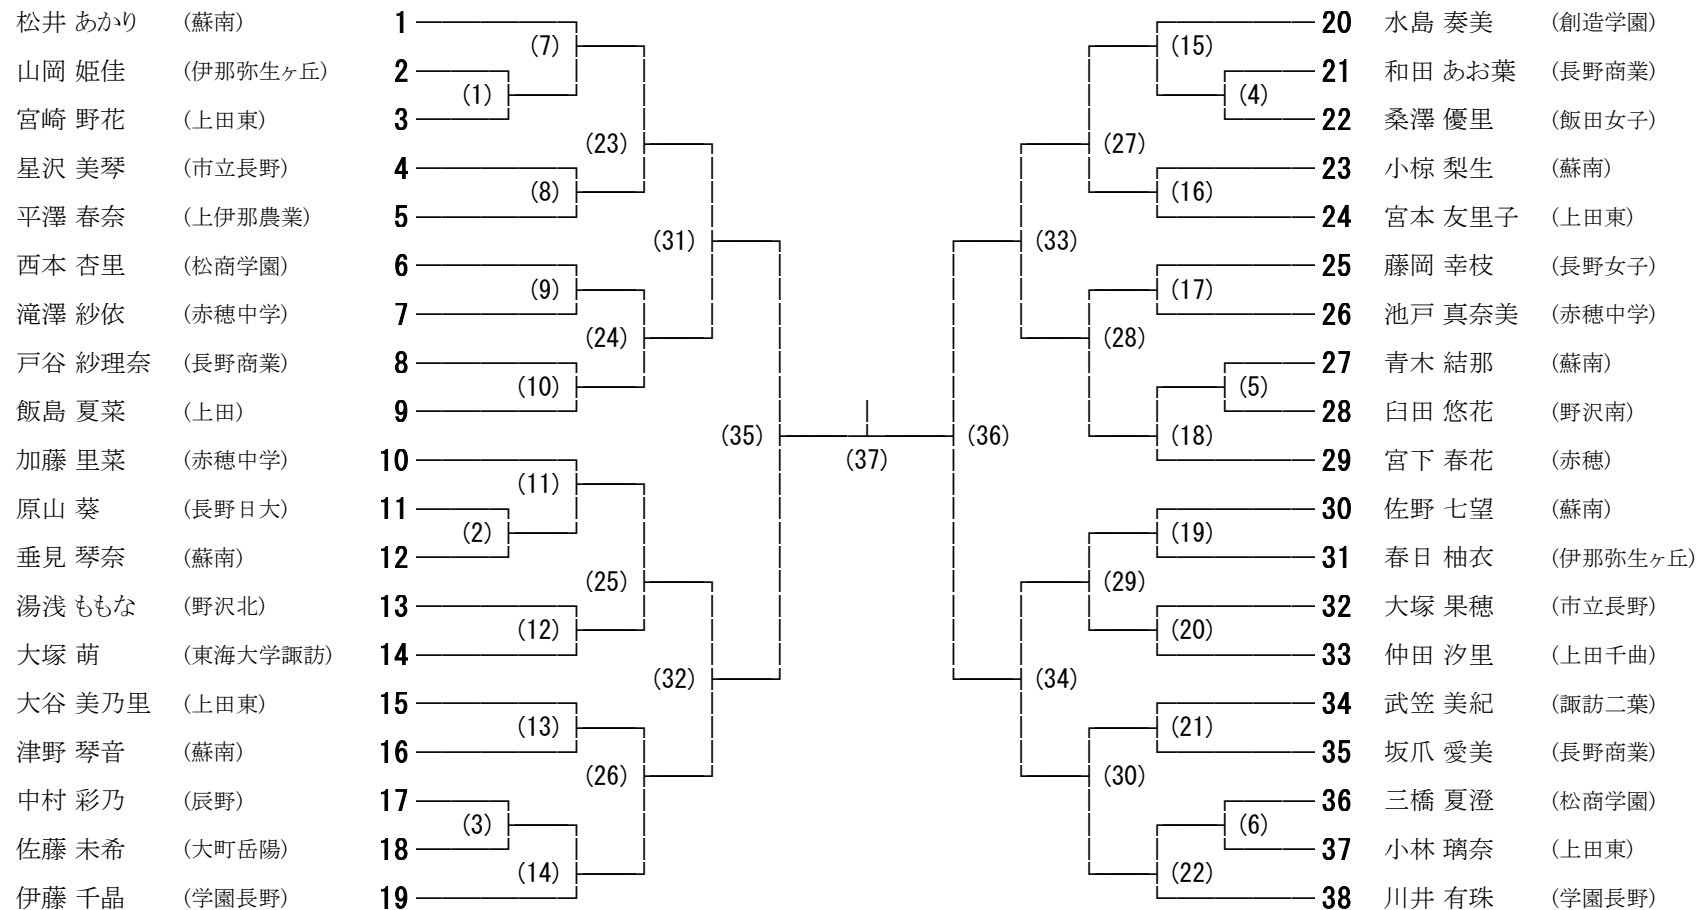 松井 あかり (蘇南) 1
(7)
山岡 姫佳 (伊那弥生ヶ丘) 2
(1)
宮崎 野花 (上田東) 3
(23)
星沢 美琴 (市立長野) 4
(8)
平澤 春奈 (上伊那農業) 5
(31)
西本 杏里 (松商学園) 6
(9)
滝澤 紗依 (赤穂中学) 7
(24)
戸谷 紗理奈 (長野商業) 8
(10)
飯島 夏菜 (上田) 9
(35)
加藤 里菜 (赤穂中学) 10
(11)
原山 葵 (長野日大) 11
(2)
垂見 琴奈 (蘇南) 12
(25)
湯浅 ももな (野沢北) 13
(12)
大塚 萌 (東海大学諏訪) 14
(32)
大谷 美乃里 (上田東) 15
(13)
津野 琴音 (蘇南) 16
(26)
中村 彩乃 (辰野) 17
(3)
佐藤 未希 (大町岳陽) 18
(14)
伊藤 千晶 (学園長野) 19
(37)
20 水島 奏美 (創造学園)
(15)
21 和田 あお葉 (長野商業)
(4)
22 桑澤 優里 (飯田女子)
(27)
23 小椋 梨生 (蘇南)
(16)
24 宮本 友里子 (上田東)
(33)
25 藤岡 幸枝 (長野女子)
(17)
26 池戸 真奈美 (赤穂中学)
(28)
27 青木 結那 (蘇南)
(5)
28 臼田 悠花 (野沢南)
(36)
(18)
29 宮下 春花 (赤穂)
30 佐野 七望 (蘇南)
(19)
31 春日 柚衣 (伊那弥生ヶ丘)
(29)
32 大塚 果穂 (市立長野)
(20)
33 仲田 汐里 (上田千曲)
(34)
34 武笠 美紀 (諏訪二葉)
(21)
35 坂爪 愛美 (長野商業)
(30)
36 三橋 夏澄 (松商学園)
(6)
37 小林 璃奈 (上田東)
(22)
38 川井 有珠 (学園長野)